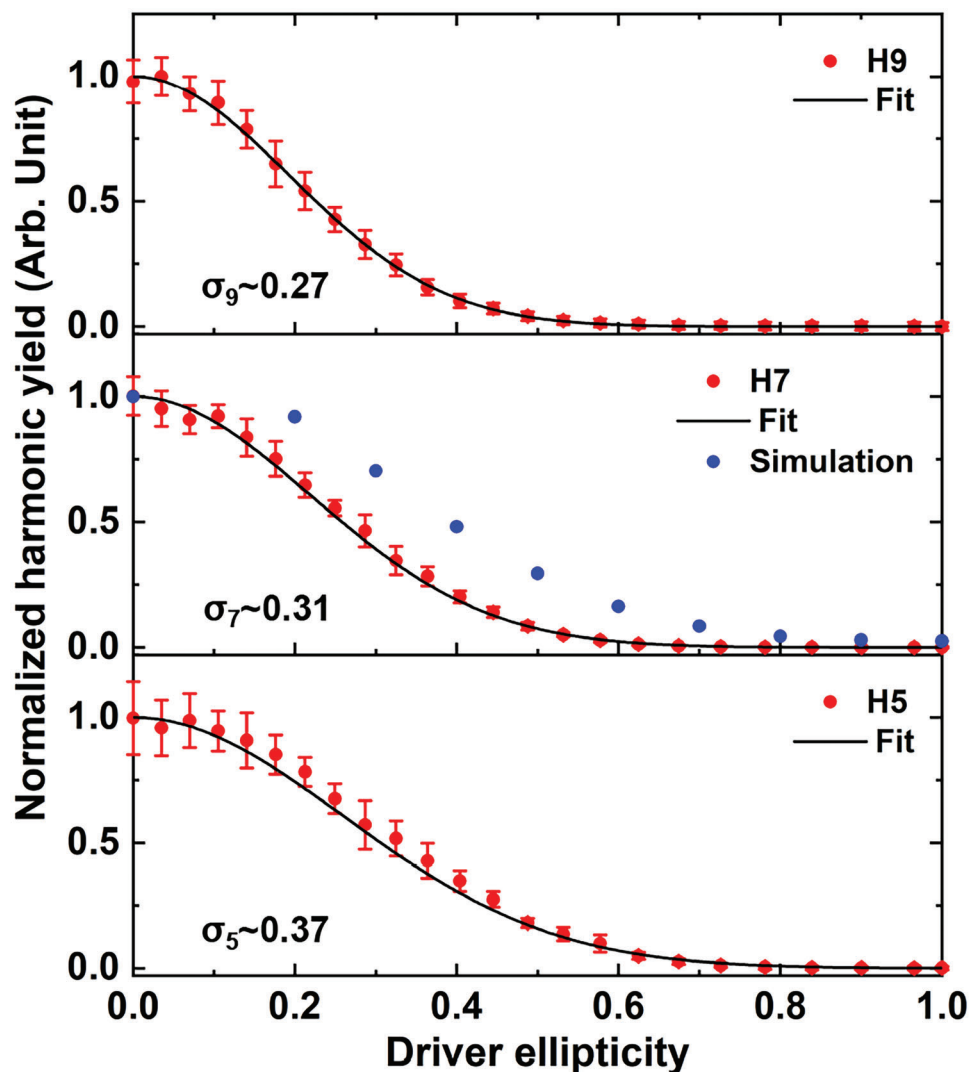 Normalized harmonic yield (Arb. Unit)
1.0
0.5
0.0
H9
Fit
σ₉~0.27
1.0
0.5
0.0
H7
Fit
Simulation
σ₇~0.31
1.0
0.5
0.0
H5
Fit
σ₅~0.37
0.0 0.2 0.4 0.6 0.8 1.0
Driver ellipticity